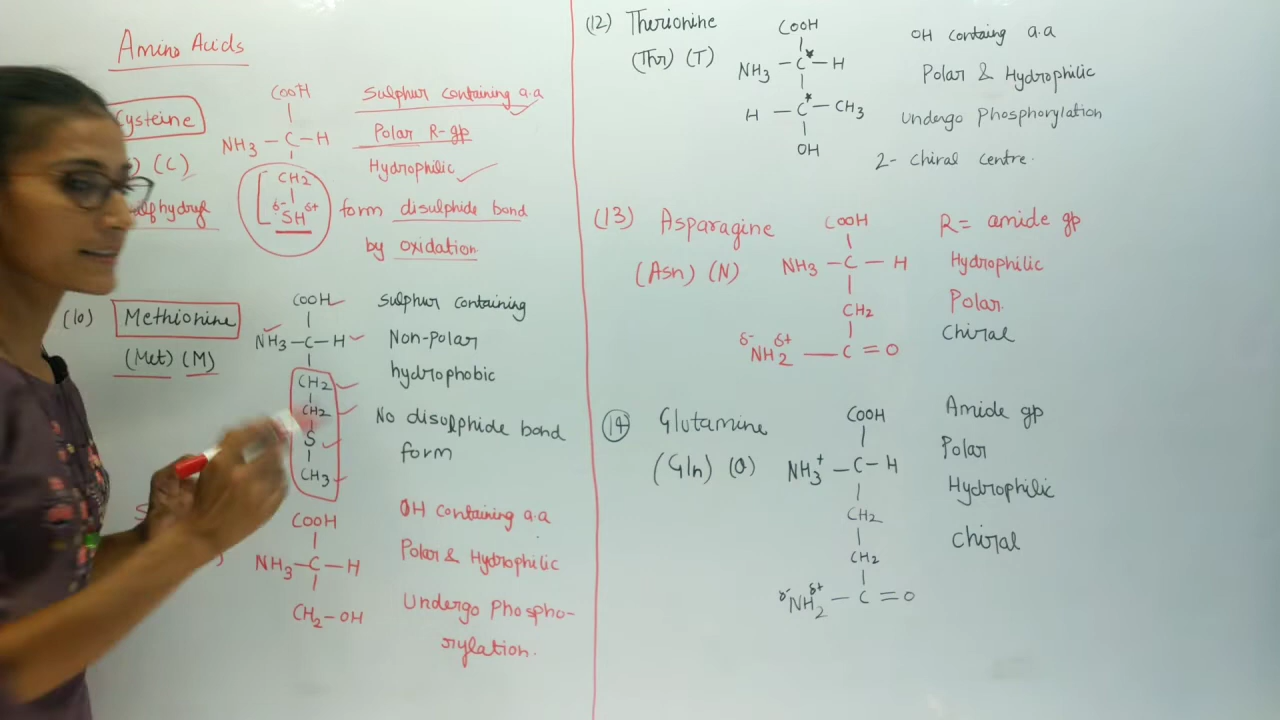 Amino Acids
Cysteine
(C)
COOH
NH3 – C – H
CH2
δ- δ+
SH
Sulphur containing a.a
Polar R-gp
Hydrophilic
form disulphide bond
by oxidation
(10) Methionine
(Met) (M)
COOH
NH3 – C – H
CH2
CH2
S
CH3
Sulphur containing
Non-Polar
hydrophobic
No disulphide bond
form
COOH
NH3 – C – H
CH2 – OH
OH containing a.a
Polar & Hydrophilic
Undergo Phospho-
rylation.
(12) Therionine
(Thr) (T)
COOH
NH3 – C* – H
H – C* – CH3
OH
OH containg a.a
Polar & Hydrophilic
undergo phosphorylation
2- chiral centre.
(13) Asparagine
(Asn) (N)
COOH
NH3 – C – H
CH2
δ- δ+
NH2 – C = O
R = amide gp
Hydrophilic
Polar
Chiral
14 Glutamine
(Gln) (Q)
COOH
NH3+ – C – H
CH2
CH2
δ- δ+
NH2 – C = O
Amide gp
Polar
Hydrophilic
chiral